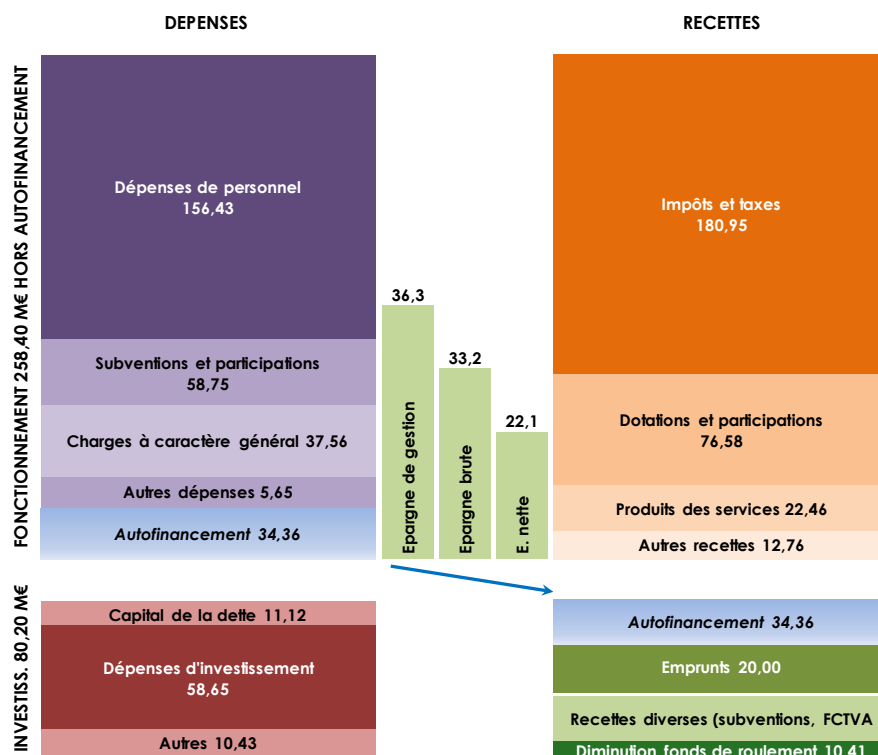 DEPENSES
RECETTES
FONCTIONNEMENT 258,40 M€ HORS AUTOFINANCEMENT
Dépenses de personnel
156,43
Subventions et participations
58,75
Charges à caractère général 37,56
Autres dépenses 5,65
Autofinancement 34,36
36,3
Epargne de gestion
33,2
Epargne brute
22,1
E. nette
Impôts et taxes
180,95
Dotations et participations
76,58
Produits des services 22,46
Autres recettes 12,76
INVESTISS. 80,20 M€
Capital de la dette 11,12
Dépenses d'investissement
58,65
Autres 10,43
Autofinancement 34,36
Emprunts 20,00
Recettes diverses (subventions, FCTVA
Diminution fonds de roulement 10,41